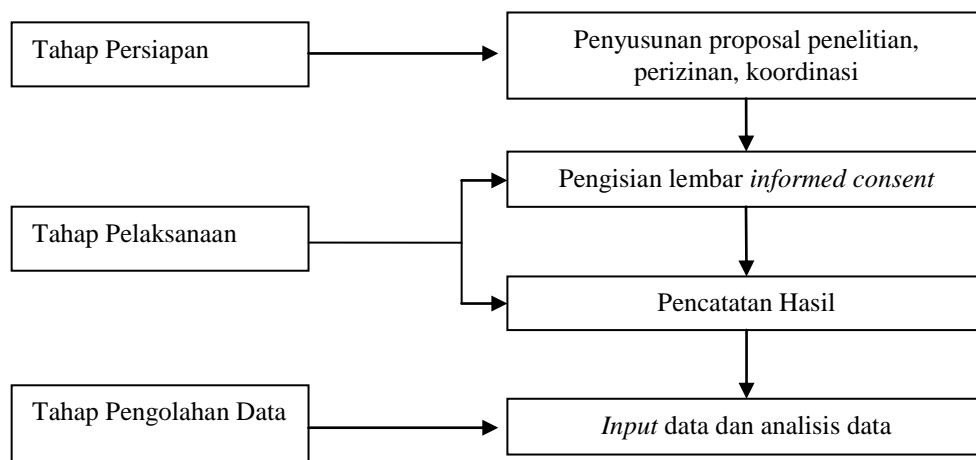 Tahap Persiapan
Penyusunan proposal penelitian,
perizinan, koordinasi
Pengisian lembar informed consent
Tahap Pelaksanaan
Pencatatan Hasil
Tahap Pengolahan Data
Input data dan analisis data